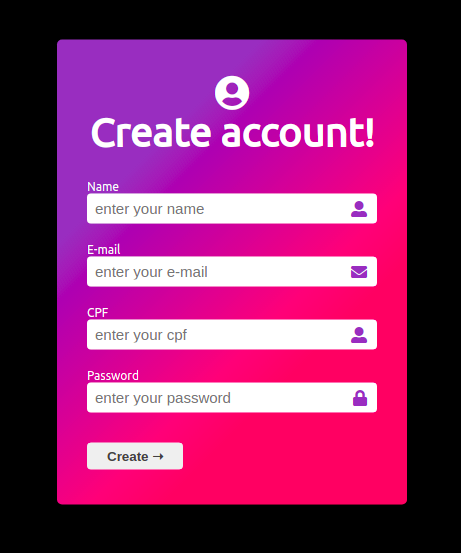 Create account!
Name
enter your name
E-mail
enter your e-mail
CPF
enter your cpf
Password
enter your password
Create ➝